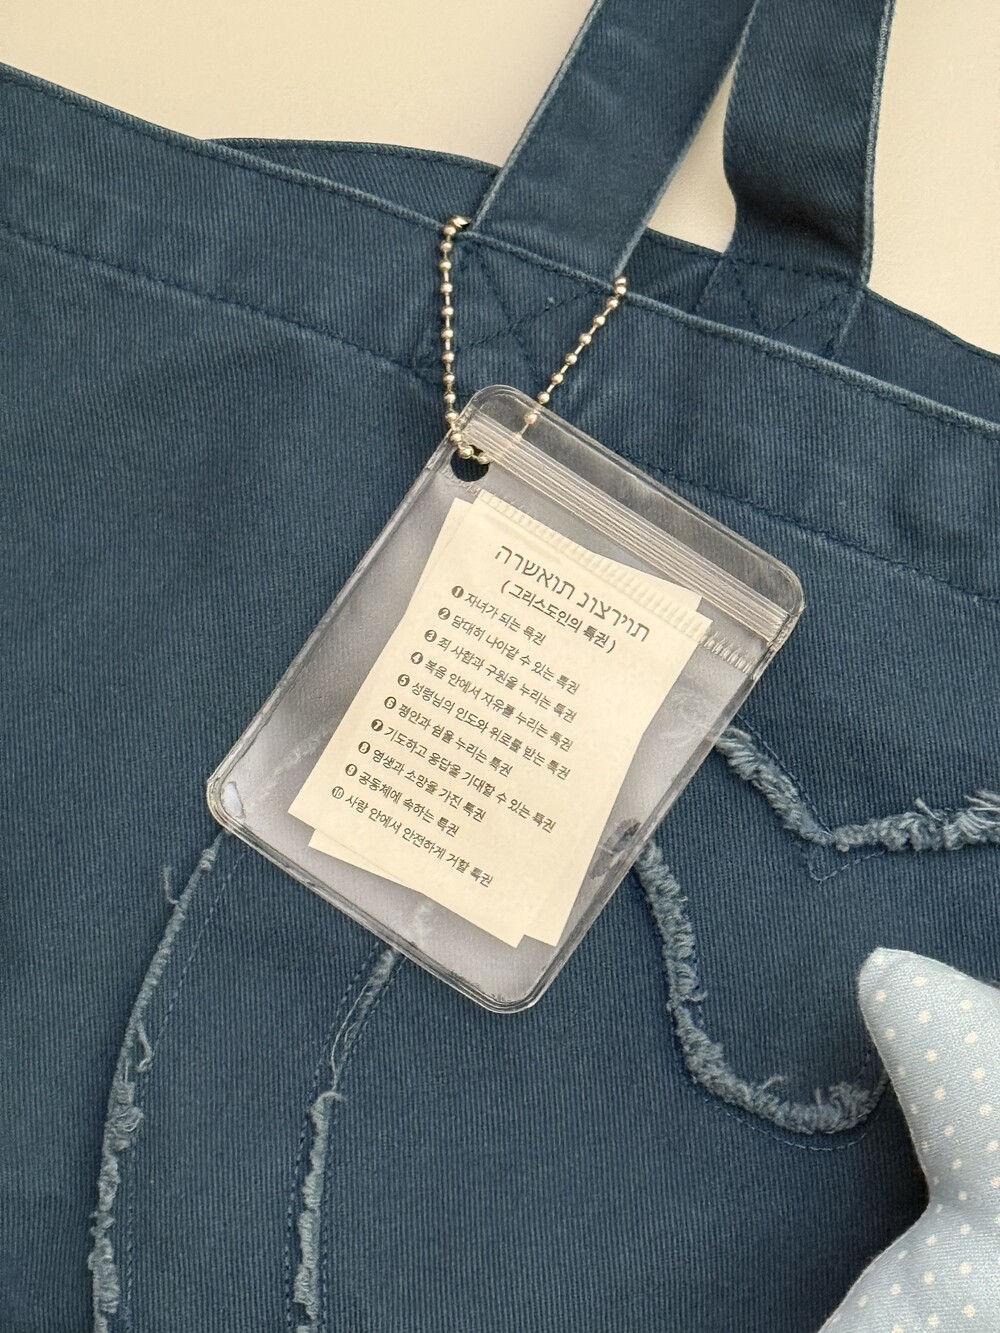 הרשאות נוצריות
( 그리스도인의 특권 )
❶ 자녀가 되는 특권
❷ 담대히 나아갈 수 있는 특권
❸ 죄 사함과 구원을 누리는 특권
❹ 복음 안에서 자유를 누리는 특권
❺ 성령님의 인도와 위로를 받는 특권
❻ 평안과 쉼을 누리는 특권
❼ 기도하고 응답을 기대할 수 있는 특권
❽ 영생과 소망을 가진 특권
❾ 공동체에 속하는 특권
❿ 사랑 안에서 안전하게 거할 특권